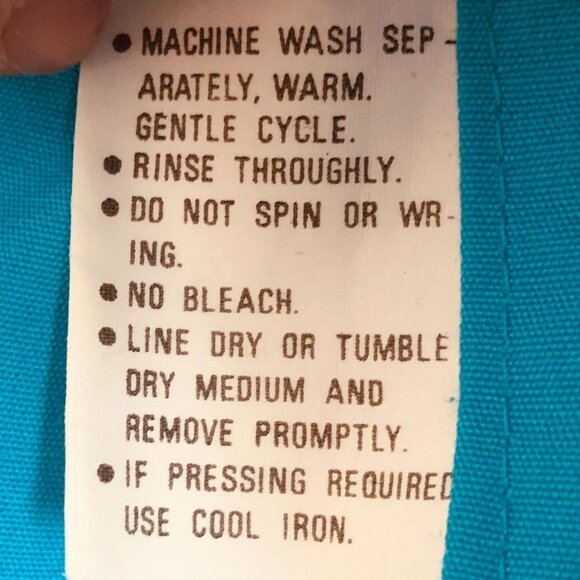 • MACHINE WASH SEP-
ARATELY, WARM.
GENTLE CYCLE.
• RINSE THROUGHLY.
• DO NOT SPIN OR WR-
ING.
• NO BLEACH.
• LINE DRY OR TUMBLE
DRY MEDIUM AND
REMOVE PROMPTLY.
• IF PRESSING REQUIRED
USE COOL IRON.